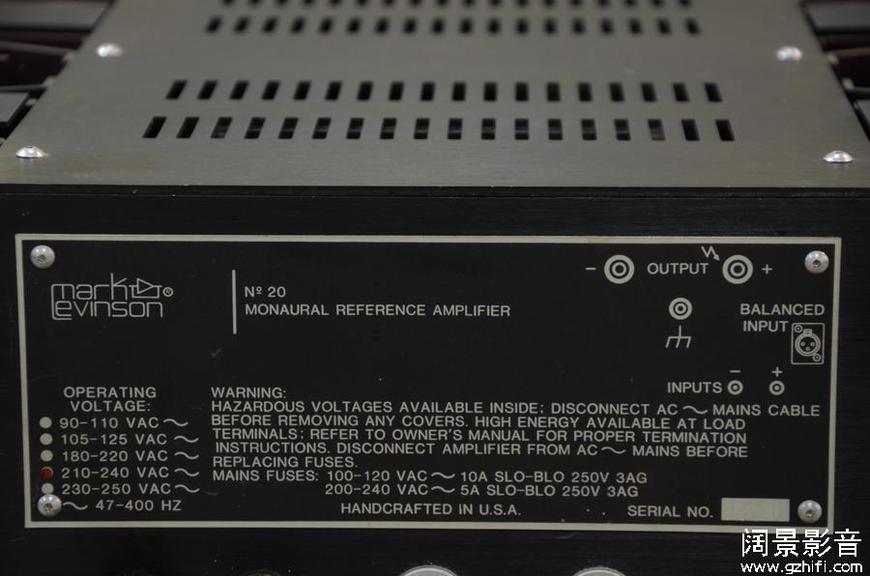 mark
levinson
Nº 20
MONAURAL REFERENCE AMPLIFIER
- OUTPUT +
BALANCED
INPUT
- +
INPUTS
OPERATING
VOLTAGE:
90-110 VAC ~
105-125 VAC ~
180-220 VAC ~
210-240 VAC ~
230-250 VAC ~
~ 47-400 HZ
WARNING:
HAZARDOUS VOLTAGES AVAILABLE INSIDE; DISCONNECT AC ~ MAINS CABLE
BEFORE REMOVING ANY COVERS. HIGH ENERGY AVAILABLE AT LOAD
TERMINALS; REFER TO OWNER'S MANUAL FOR PROPER TERMINATION
INSTRUCTIONS. DISCONNECT AMPLIFIER FROM AC ~ MAINS BEFORE
REPLACING FUSES.
MAINS FUSES: 100-120 VAC ~ 10A SLO-BLO 250V 3AG
200-240 VAC ~ 5A SLO-BLO 250V 3AG
HANDCRAFTED IN U.S.A.
SERIAL NO.
阔景影音
www.gzhifi.com